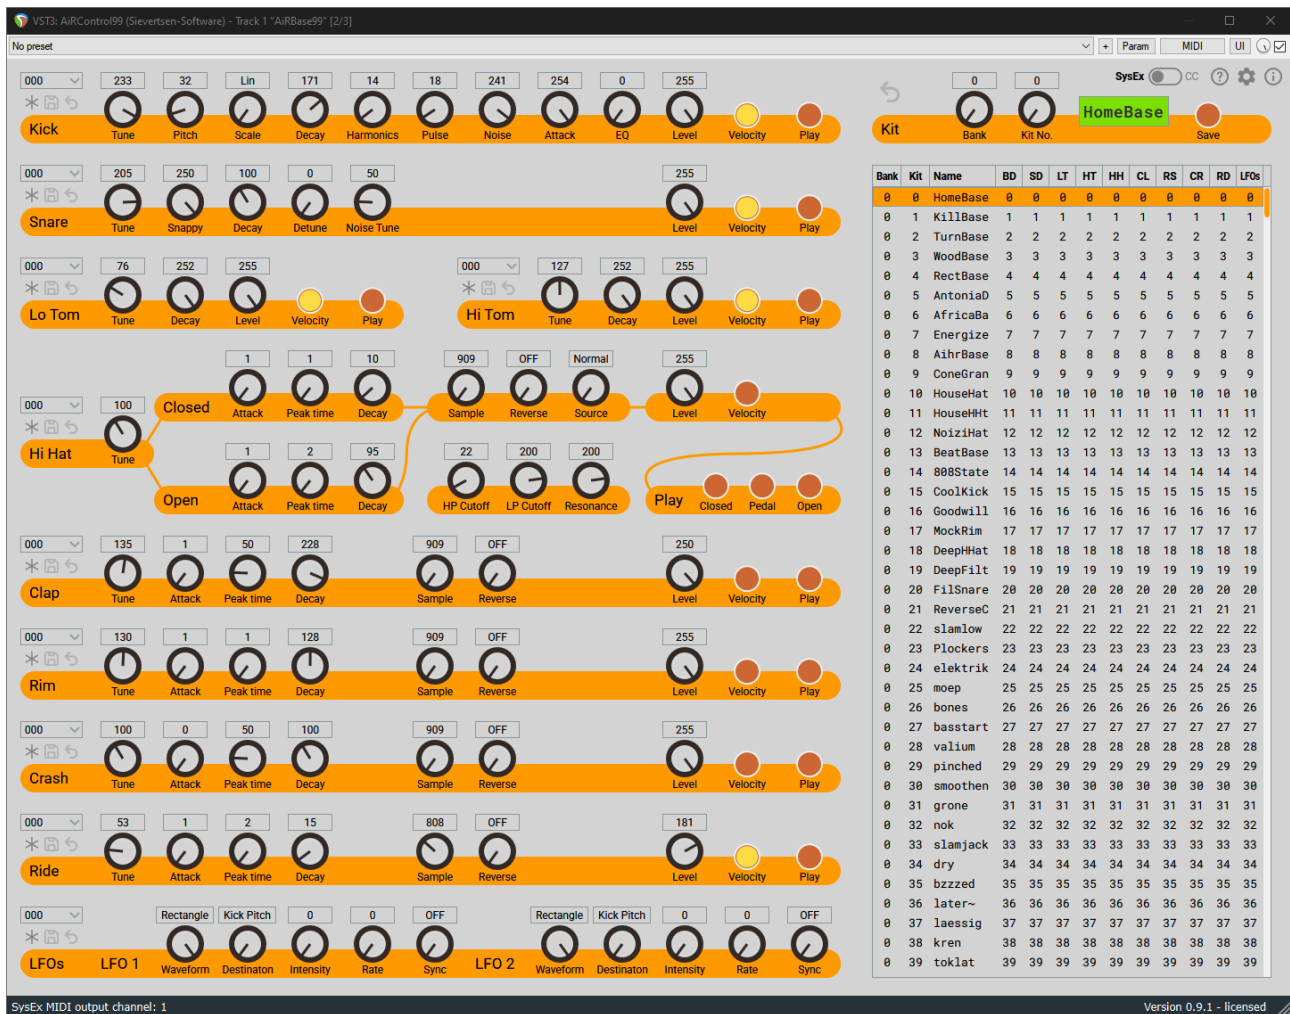 VST3: AiRControl99 (Sievertsen-Software) - Track 1 "AiRBase99" [2/3]
No preset + Param MIDI UI
000 233 32 Lin 171 14 18 241 254 0 255
Kick Tune Pitch Scale Decay Harmonics Pulse Noise Attack EQ Level Velocity Play
000 205 250 100 0 50 255
Snare Tune Snappy Decay Detune Noise Tune Level Velocity Play
000 76 252 255 000 127 252 255
Lo Tom Tune Decay Level Velocity Play Hi Tom Tune Decay Level Velocity Play
1 1 10 909 OFF Normal 255
Closed Attack Peak time Decay Sample Reverse Source Level Velocity
000 100
Hi Hat Tune
1 2 95 22 200 200
Open Attack Peak time Decay HP Cutoff LP Cutoff Resonance Play Closed Pedal Open
000 135 1 50 228 909 OFF 250
Clap Tune Attack Peak time Decay Sample Reverse Level Velocity Play
000 130 1 1 128 909 OFF 255
Rim Tune Attack Peak time Decay Sample Reverse Level Velocity Play
000 100 0 50 100 909 OFF 255
Crash Tune Attack Peak time Decay Sample Reverse Level Velocity Play
000 53 1 2 15 808 OFF 181
Ride Tune Attack Peak time Decay Sample Reverse Level Velocity Play
000 Rectangle Kick Pitch 0 0 OFF Rectangle Kick Pitch 0 0 OFF
LFOs LFO 1 Waveform Destinaton Intensity Rate Sync LFO 2 Waveform Destinaton Intensity Rate Sync
0 0 SysEx CC ? i
Kit Bank Kit No. HomeBase Save
Bank Kit Name BD SD LT HT HH CL RS CR RD LFOs
0 0 HomeBase 0 0 0 0 0 0 0 0 0 0
0 1 KillBase 1 1 1 1 1 1 1 1 1 1
0 2 TurnBase 2 2 2 2 2 2 2 2 2 2
0 3 WoodBase 3 3 3 3 3 3 3 3 3 3
0 4 RectBase 4 4 4 4 4 4 4 4 4 4
0 5 AntoniaD 5 5 5 5 5 5 5 5 5 5
0 6 AfricaBa 6 6 6 6 6 6 6 6 6 6
0 7 Energize 7 7 7 7 7 7 7 7 7 7
0 8 AihrBase 8 8 8 8 8 8 8 8 8 8
0 9 ConeGran 9 9 9 9 9 9 9 9 9 9
0 10 HouseHat 10 10 10 10 10 10 10 10 10 10
0 11 HouseHHt 11 11 11 11 11 11 11 11 11 11
0 12 NoiziHat 12 12 12 12 12 12 12 12 12 12
0 13 BeatBase 13 13 13 13 13 13 13 13 13 13
0 14 808State 14 14 14 14 14 14 14 14 14 14
0 15 CoolKick 15 15 15 15 15 15 15 15 15 15
0 16 Goodwill 16 16 16 16 16 16 16 16 16 16
0 17 MockRim 17 17 17 17 17 17 17 17 17 17
0 18 DeepHHat 18 18 18 18 18 18 18 18 18 18
0 19 DeepFilt 19 19 19 19 19 19 19 19 19 19
0 20 FilSnare 20 20 20 20 20 20 20 20 20 20
0 21 ReverseC 21 21 21 21 21 21 21 21 21 21
0 22 slamlow 22 22 22 22 22 22 22 22 22 22
0 23 Plockers 23 23 23 23 23 23 23 23 23 23
0 24 elektrik 24 24 24 24 24 24 24 24 24 24
0 25 moep 25 25 25 25 25 25 25 25 25 25
0 26 bones 26 26 26 26 26 26 26 26 26 26
0 27 basstart 27 27 27 27 27 27 27 27 27 27
0 28 valium 28 28 28 28 28 28 28 28 28 28
0 29 pinched 29 29 29 29 29 29 29 29 29 29
0 30 smoothen 30 30 30 30 30 30 30 30 30 30
0 31 grone 31 31 31 31 31 31 31 31 31 31
0 32 nok 32 32 32 32 32 32 32 32 32 32
0 33 slamjack 33 33 33 33 33 33 33 33 33 33
0 34 dry 34 34 34 34 34 34 34 34 34 34
0 35 bzzzed 35 35 35 35 35 35 35 35 35 35
0 36 later~ 36 36 36 36 36 36 36 36 36 36
0 37 laessig 37 37 37 37 37 37 37 37 37 37
0 38 kren 38 38 38 38 38 38 38 38 38 38
0 39 toklat 39 39 39 39 39 39 39 39 39 39
SysEx MIDI output channel: 1 Version 0.9.1 - licensed